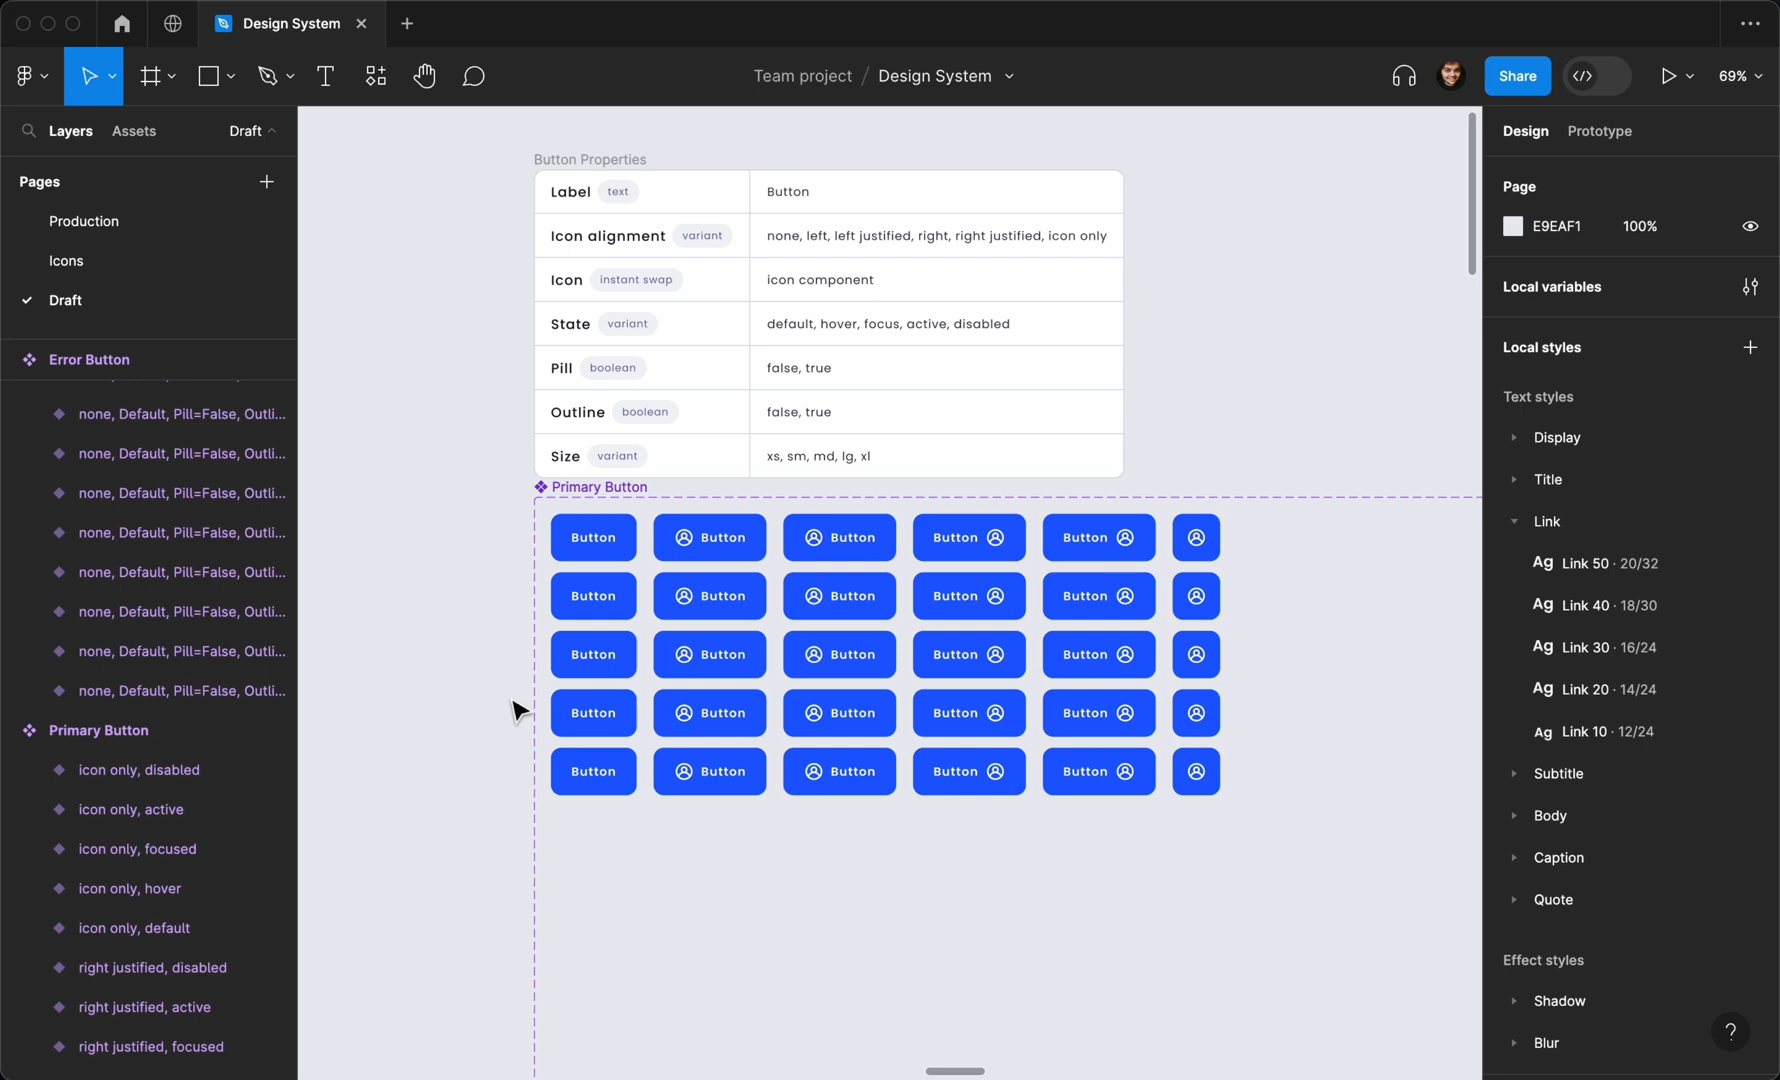 Design System
Team project / Design System
Share
69%
Layers Assets Draft
Pages
Production
Icons
Draft
Error Button
none, Default, Pill=False, Outli...
none, Default, Pill=False, Outli...
none, Default, Pill=False, Outli...
none, Default, Pill=False, Outli...
none, Default, Pill=False, Outli...
none, Default, Pill=False, Outli...
none, Default, Pill=False, Outli...
none, Default, Pill=False, Outli...
Primary Button
icon only, disabled
icon only, active
icon only, focused
icon only, hover
icon only, default
right justified, disabled
right justified, active
right justified, focused
Button Properties
Label text Button
Icon alignment variant none, left, left justified, right, right justified, icon only
Icon instant swap icon component
State variant default, hover, focus, active, disabled
Pill boolean false, true
Outline boolean false, true
Size variant xs, sm, md, lg, xl
Primary Button
Button Button Button Button Button
Button Button Button Button Button
Button Button Button Button Button
Button Button Button Button Button
Button Button Button Button Button
Design Prototype
Page
E9EAF1 100%
Local variables
Local styles
Text styles
Display
Title
Link
Ag Link 50 · 20/32
Ag Link 40 · 18/30
Ag Link 30 · 16/24
Ag Link 20 · 14/24
Ag Link 10 · 12/24
Subtitle
Body
Caption
Quote
Effect styles
Shadow
Blur
?